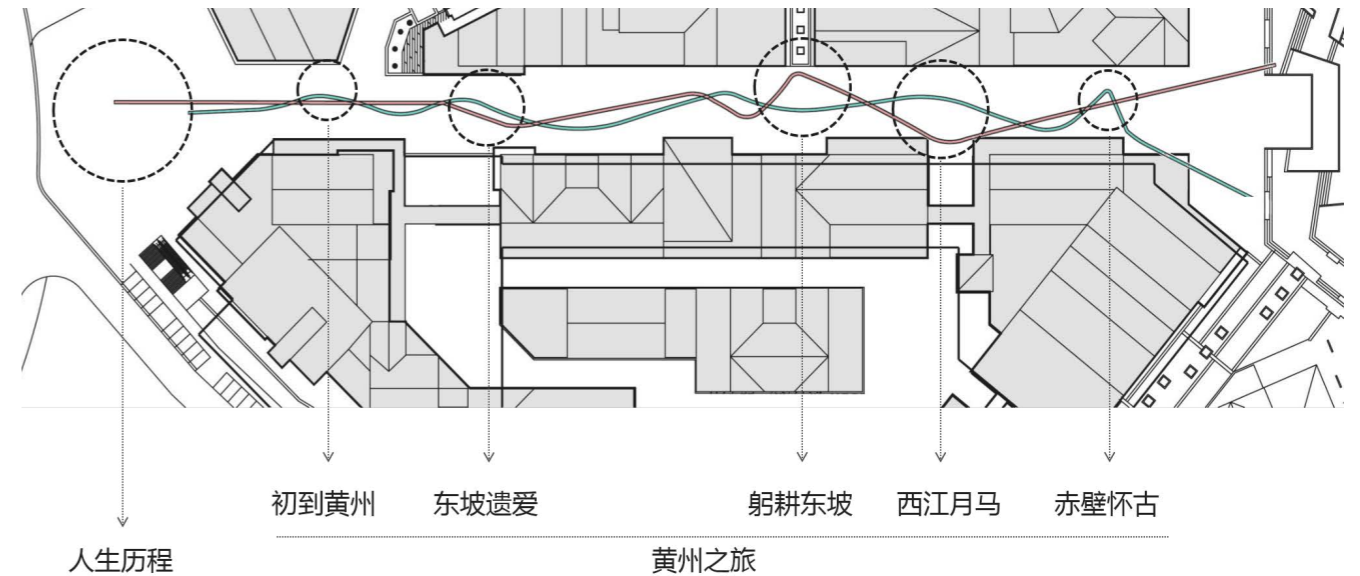 初到黄州
东坡遗爱
躬耕东坡
西江月马
赤壁怀古
人生历程
黄州之旅